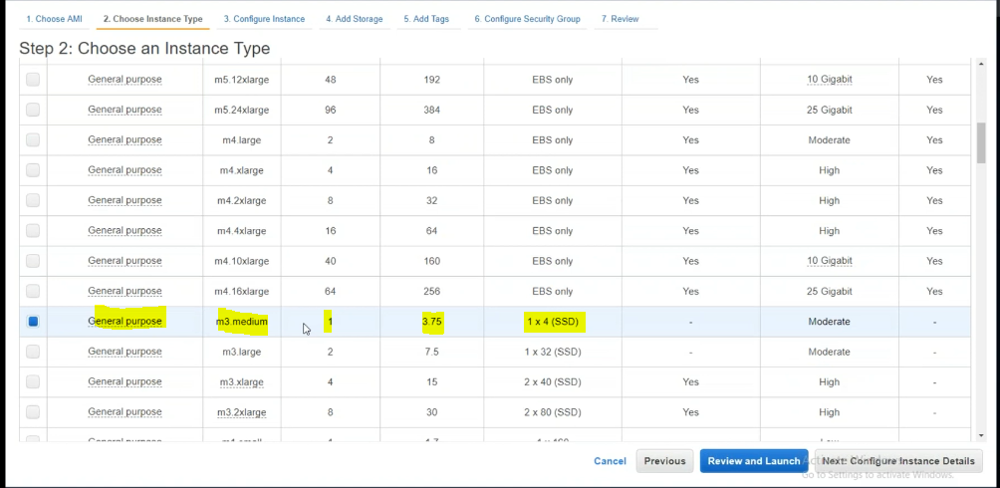 1. Choose AMI 2. Choose Instance Type 3. Configure Instance 4. Add Storage 5. Add Tags 6. Configure Security Group 7. Review
Step 2: Choose an Instance Type
General purpose m5.12xlarge 48 192 EBS only Yes 10 Gigabit Yes
General purpose m5.24xlarge 96 384 EBS only Yes 25 Gigabit Yes
General purpose m4.large 2 8 EBS only Yes Moderate Yes
General purpose m4.xlarge 4 16 EBS only Yes High Yes
General purpose m4.2xlarge 8 32 EBS only Yes High Yes
General purpose m4.4xlarge 16 64 EBS only Yes High Yes
General purpose m4.10xlarge 40 160 EBS only Yes 10 Gigabit Yes
General purpose m4.16xlarge 64 256 EBS only Yes 25 Gigabit Yes
General purpose m3.medium 1 3.75 1 x 4 (SSD) - Moderate -
General purpose m3.large 2 7.5 1 x 32 (SSD) - Moderate -
General purpose m3.xlarge 4 15 2 x 40 (SSD) Yes High -
General purpose m3.2xlarge 8 30 2 x 80 (SSD) Yes High -
General purpose m1.small 1 1.7 1 x 160 Low
Cancel Previous Review and Launch Next: Configure Instance Details
Activate Windows
Go to Settings to activate Windows.